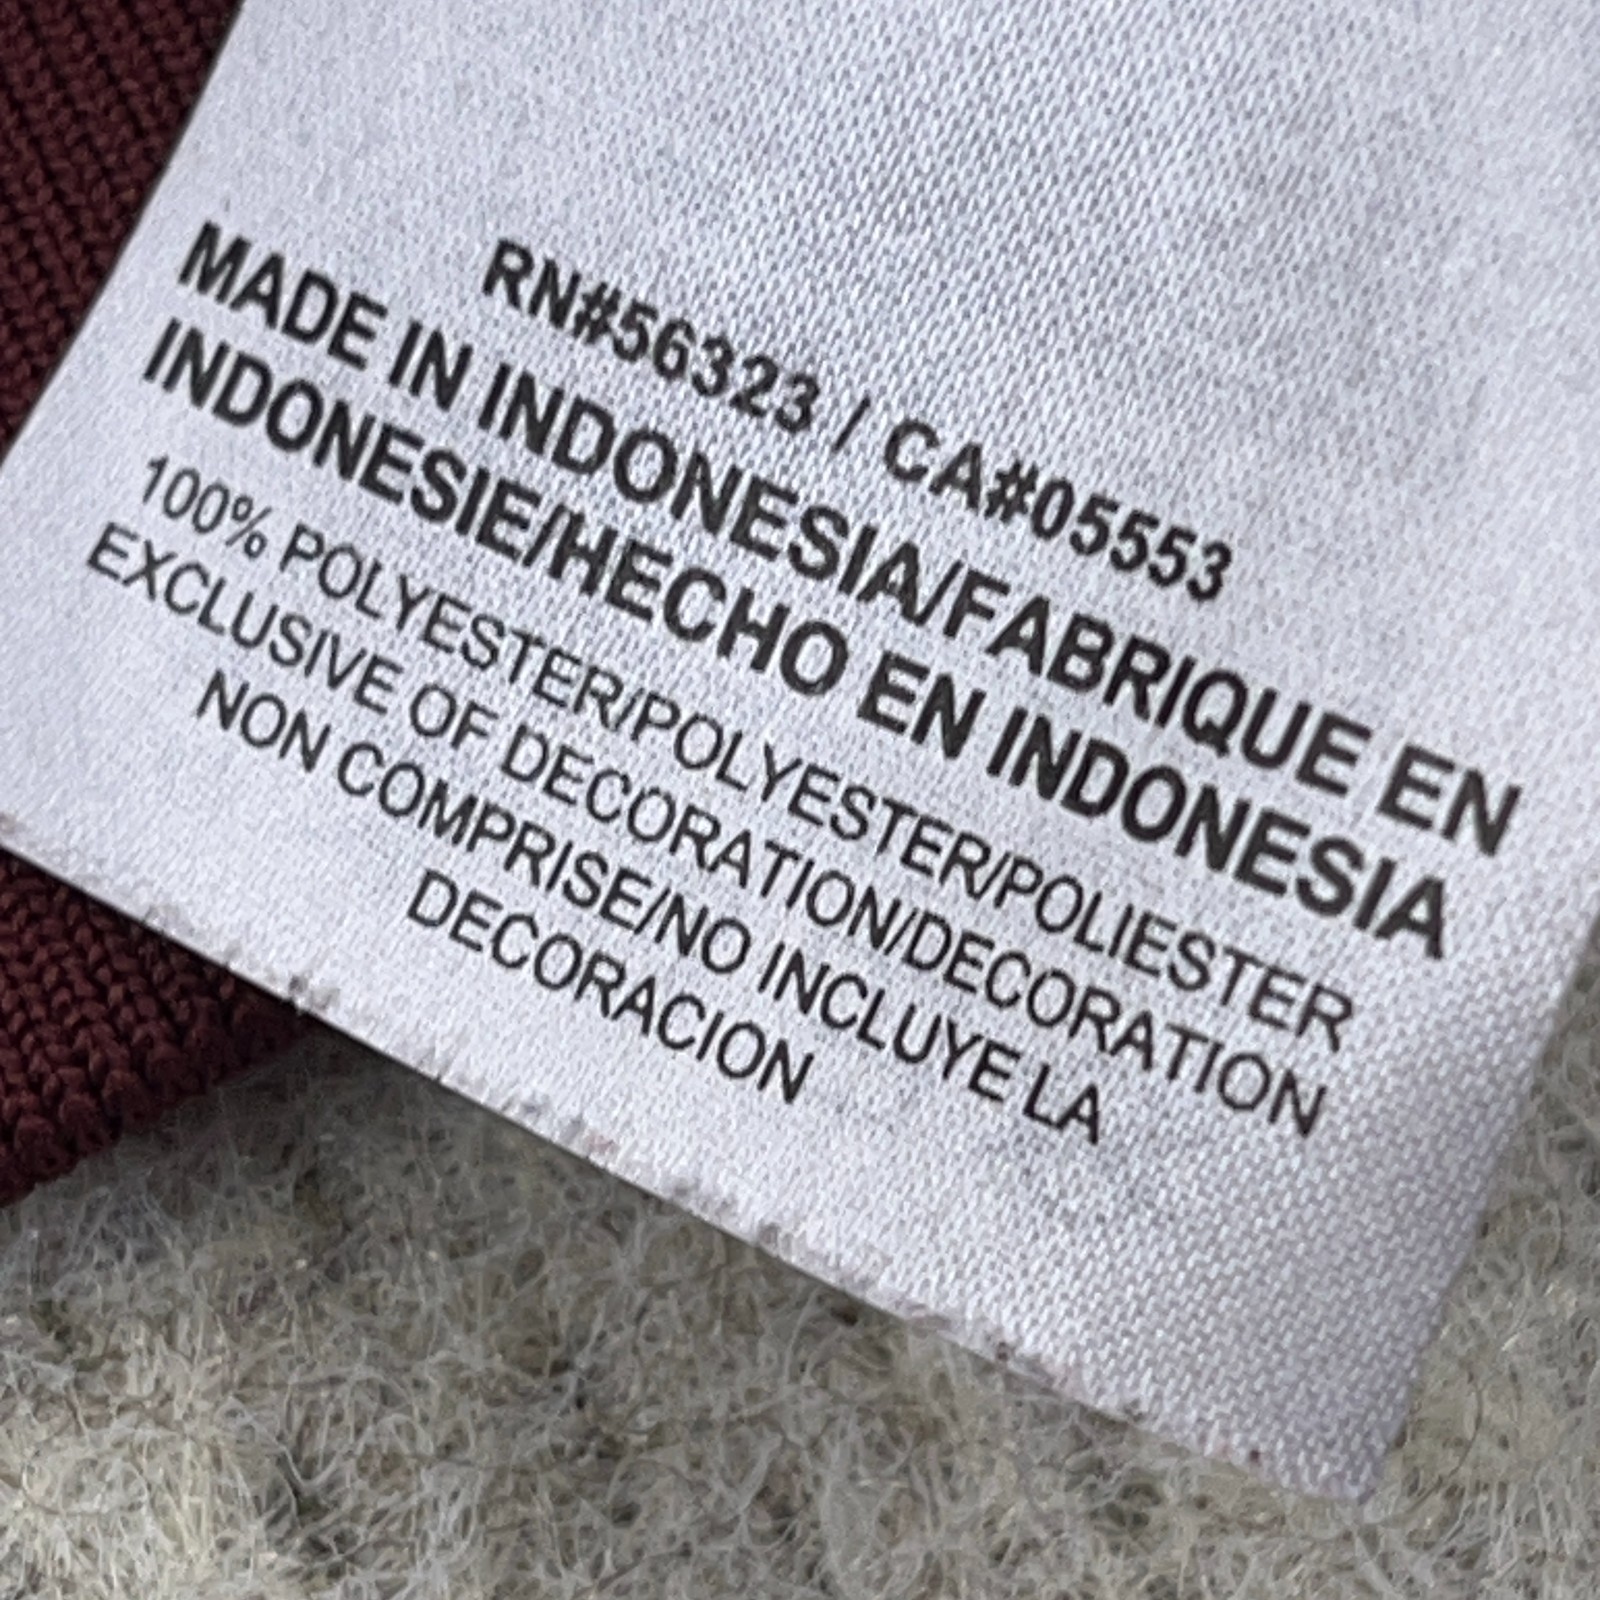 RN#56323 / CA#05553
MADE IN INDONESIA/FABRIQUE EN
INDONESIE/HECHO EN INDONESIA
100% POLYESTER/POLYESTER/POLIESTER
EXCLUSIVE OF DECORATION/DECORATION
NON COMPRISE/NO INCLUYE LA
DECORACION